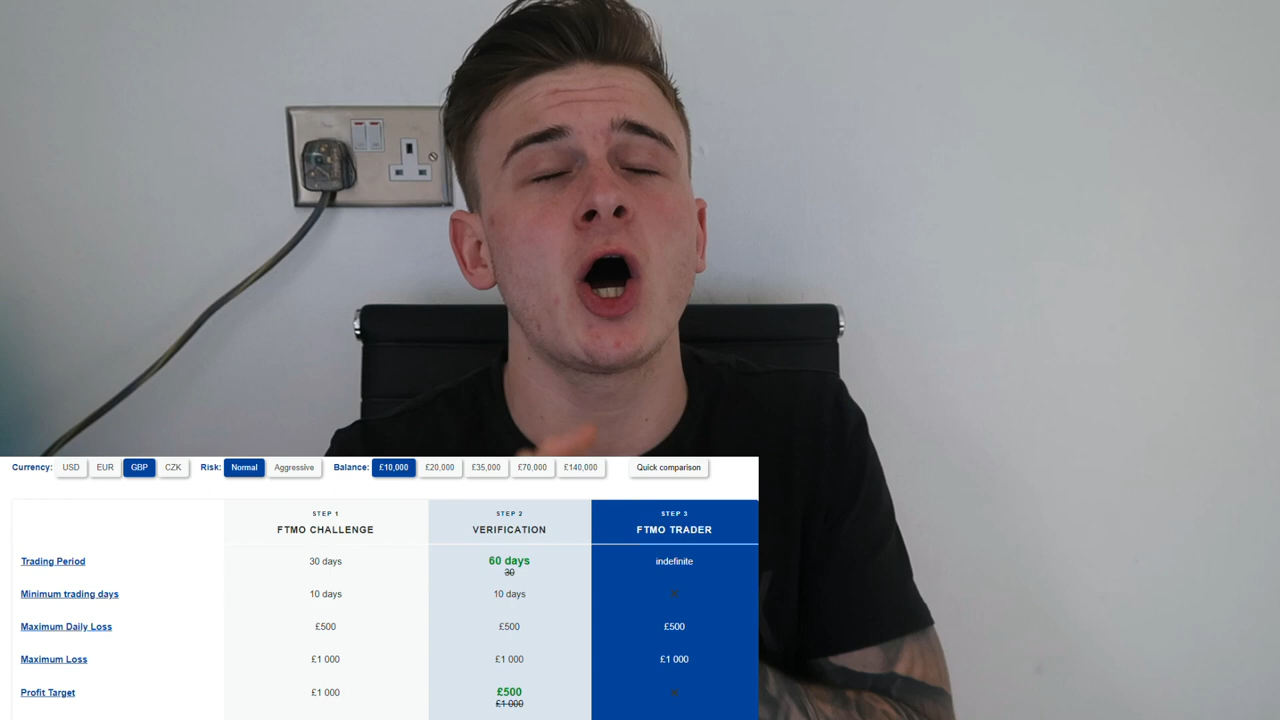 Currency: USD EUR GBP CZK Risk: Normal Aggressive Balance: £10,000 £20,000 £35,000 £70,000 £140,000 Quick comparison
STEP 1 STEP 2 STEP 3
FTMO CHALLENGE VERIFICATION FTMO TRADER
Trading Period 30 days 60 days indefinite
30
Minimum trading days 10 days 10 days
Maximum Daily Loss £500 £500 £500
Maximum Loss £1 000 £1 000 £1 000
Profit Target £1 000 £500
£1 000